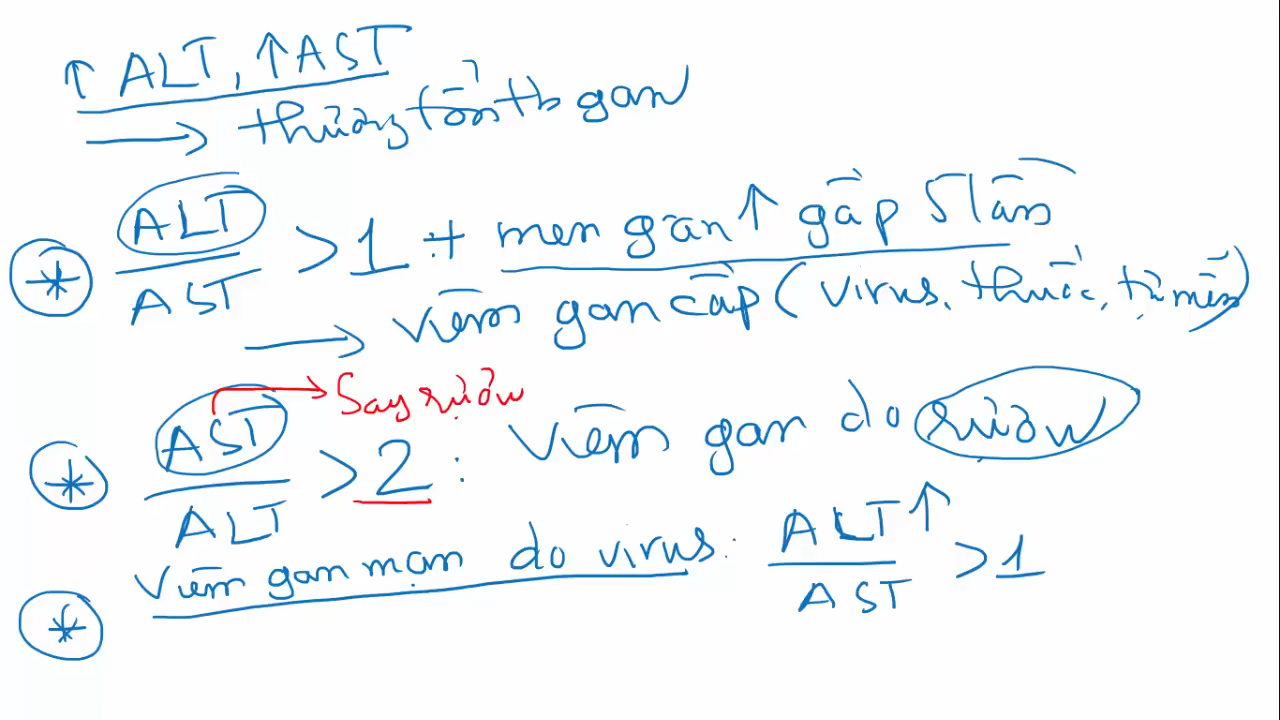 ↑ ALT, ↑AST
→ thương tổn tb gan
* ALT/AST > 1 + men gan ↑ gấp 5 lần
→ viêm gan cấp (virus, thuốc, tự miễn)
→ Say rượu
* AST/ALT > 2 : Viêm gan do rượu
* Viêm gan mạn do virus: ALT↑/AST > 1